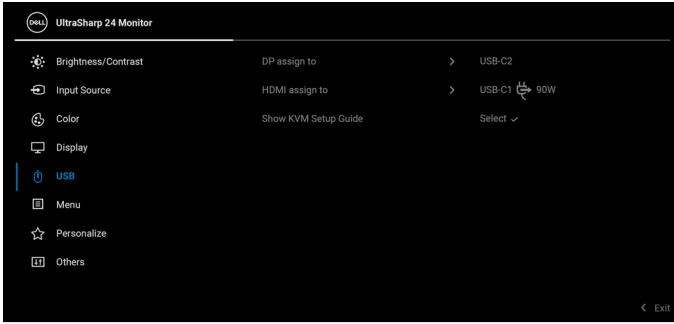 DELL UltraSharp 24 Monitor
Brightness/Contrast DP assign to > USB-C2
Input Source HDMI assign to > USB-C1 90W
Color Show KVM Setup Guide Select ✓
Display
USB
Menu
Personalize
Others
< Exit